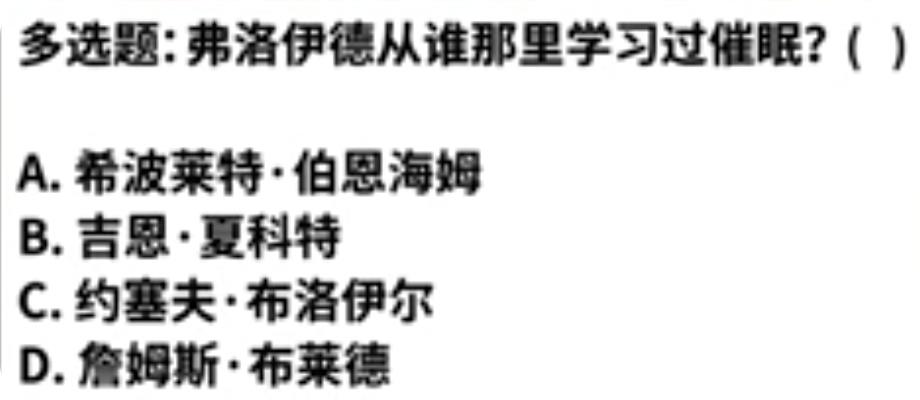 多选题：弗洛伊德从谁那里学习过催眠？( )
A. 希波莱特·伯恩海姆
B. 吉恩·夏科特
C. 约塞夫·布洛伊尔
D. 詹姆斯·布莱德